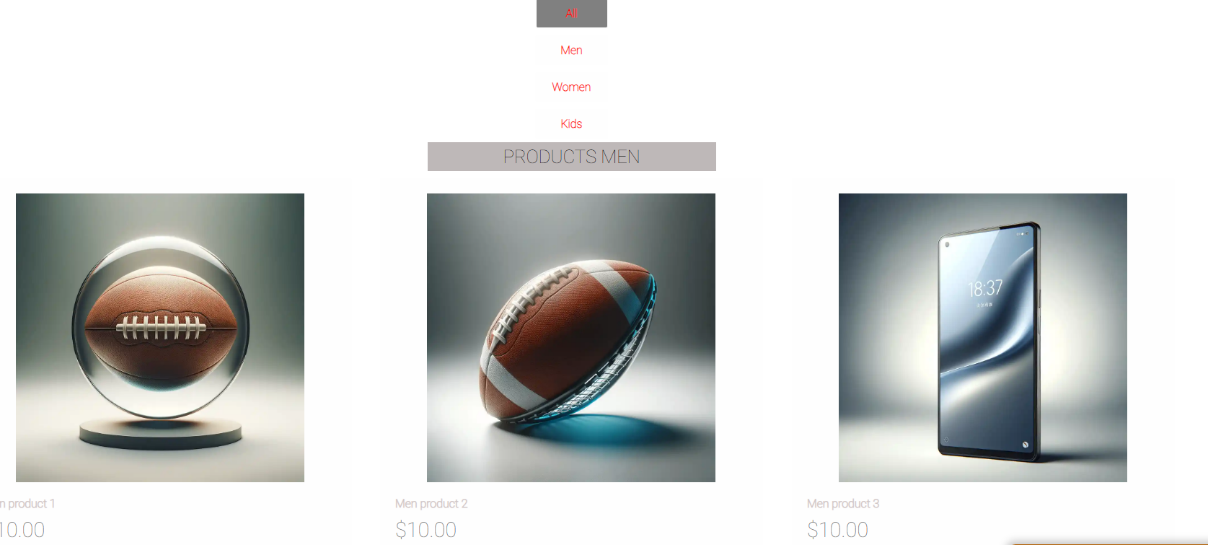 All
Men
Women
Kids
PRODUCTS MEN
18:37
n product 1
Men product 2
Men product 3
10.00
$10.00
$10.00